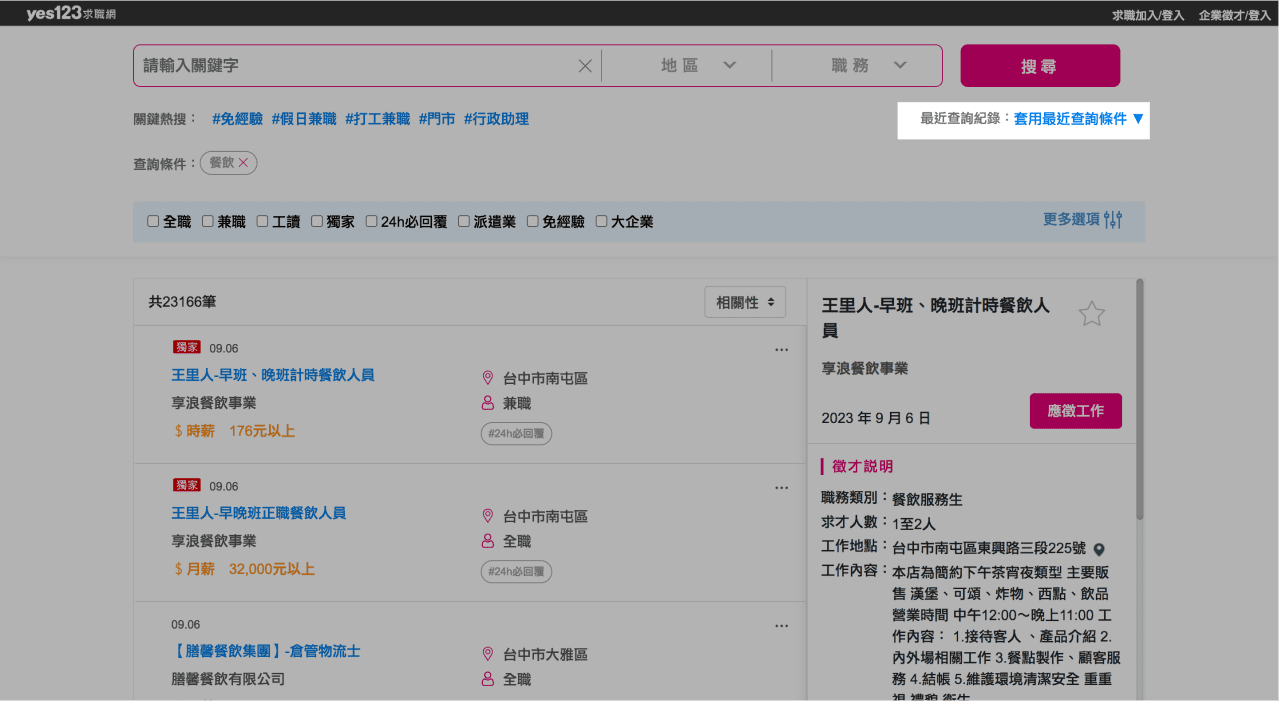 yes123求職網
求職加入/登入 企業徵才/登入
請輸入關鍵字 地區 職務 搜尋
關鍵熱搜： #免經驗 #假日兼職 #打工兼職 #門市 #行政助理
最近查詢紀錄：套用最近查詢條件▼
查詢條件：餐飲
全職 兼職 工讀 獨家 24h必回覆 派遣業 免經驗 大企業
更多選項
共23166筆
相關性
獨家 09.06
王里人-早班、晚班計時餐飲人員
台中市南屯區
享浪餐飲事業
兼職
$時薪 176元以上
#24h必回覆
獨家 09.06
王里人-早晚班正職餐飲人員
台中市南屯區
享浪餐飲事業
全職
$月薪 32,000元以上
#24h必回覆
09.06
【膳馨餐飲集團】-倉管物流士
台中市大雅區
膳馨餐飲有限公司
全職
王里人-早班、晚班計時餐飲人
員
享浪餐飲事業
2023 年 9 月 6 日
應徵工作
徵才説明
職務類別：餐飲服務生
求才人數：1至2人
工作地點：台中市南屯區東興路三段225號
工作內容：本店為簡約下午茶宵夜類型 主要販
售 漢堡、可頌、炸物、西點、飲品
營業時間 中午12:00～晚上11:00 工
作內容： 1.接待客人 、產品介紹 2.
內外場相關工作 3.餐點製作、顧客服
務 4.結帳 5.維護環境清潔安全 重重
視 禮貌 衛生